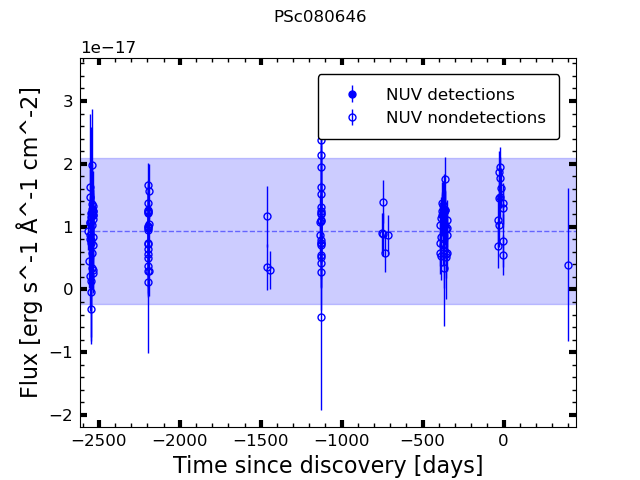 PSc080646
1e−17
NUV detections
NUV nondetections
3
2
1
0
−1
−2
Flux [erg s^-1 Å^-1 cm^-2]
−2500 −2000 −1500 −1000 −500 0
Time since discovery [days]